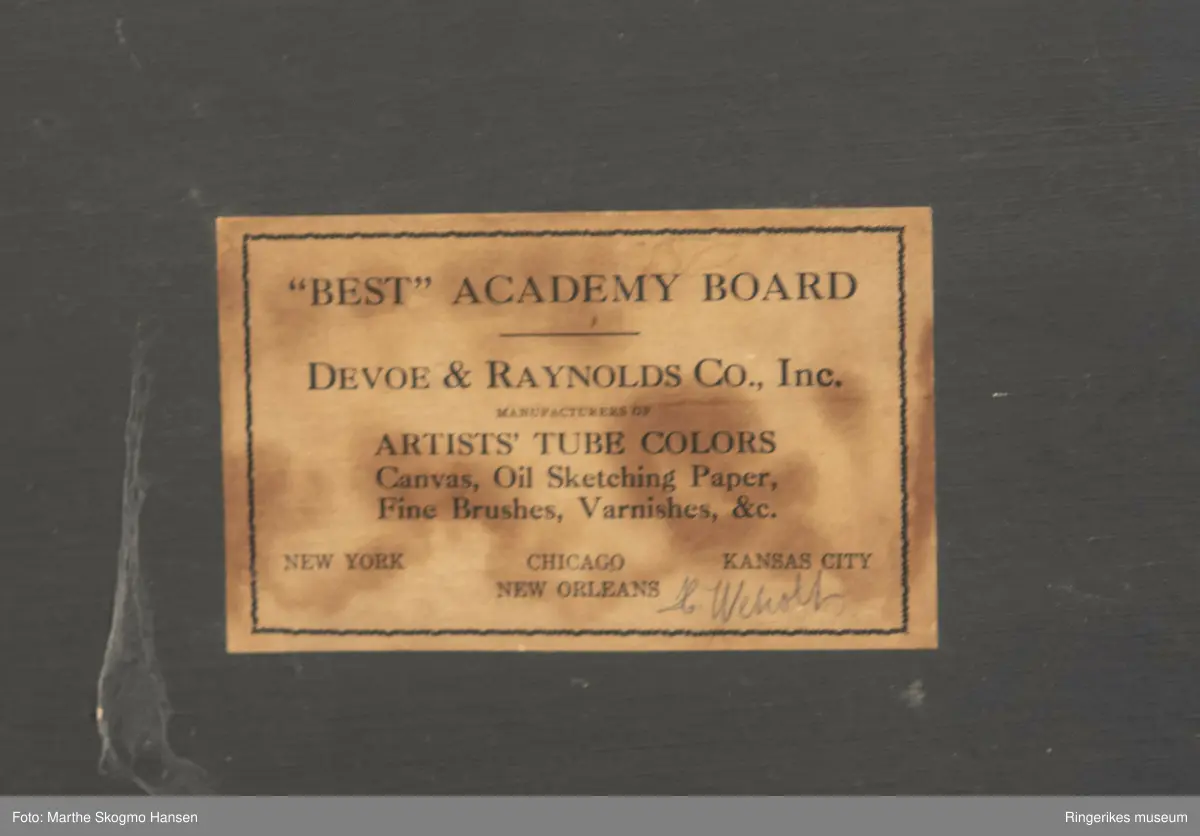 “BEST” ACADEMY BOARD
DEVOE & RAYNOLDS CO., Inc.
MANUFACTURERS OF
ARTISTS’ TUBE COLORS
Canvas, Oil Sketching Paper,
Fine Brushes, Varnishes, &c.
NEW YORK CHICAGO KANSAS CITY
NEW ORLEANS H. Weholt
Foto: Marthe Skogmo Hansen Ringerikes museum